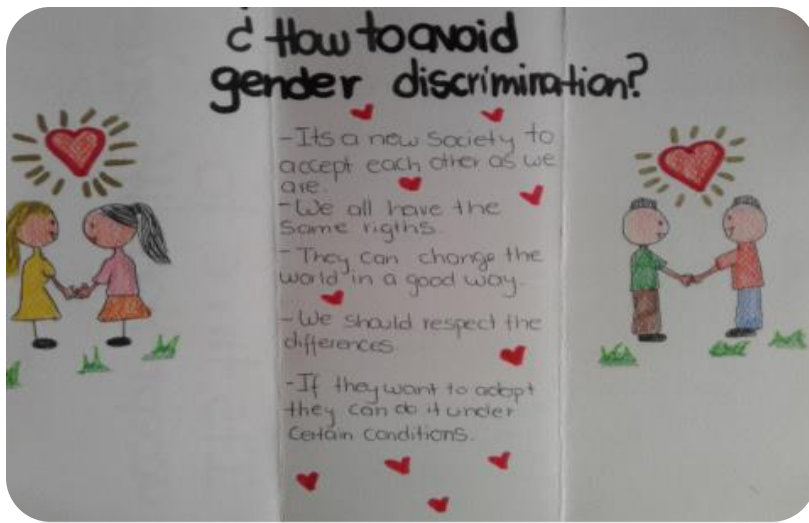 ¿ How to avoid
gender discrimination?
-Its a new society to
accept each other as we
are.
-We all have the
same rigths.
-They can change the
world in a good way.
-We should respect the
differences
-If they want to adopt
they can do it under
certain conditions.